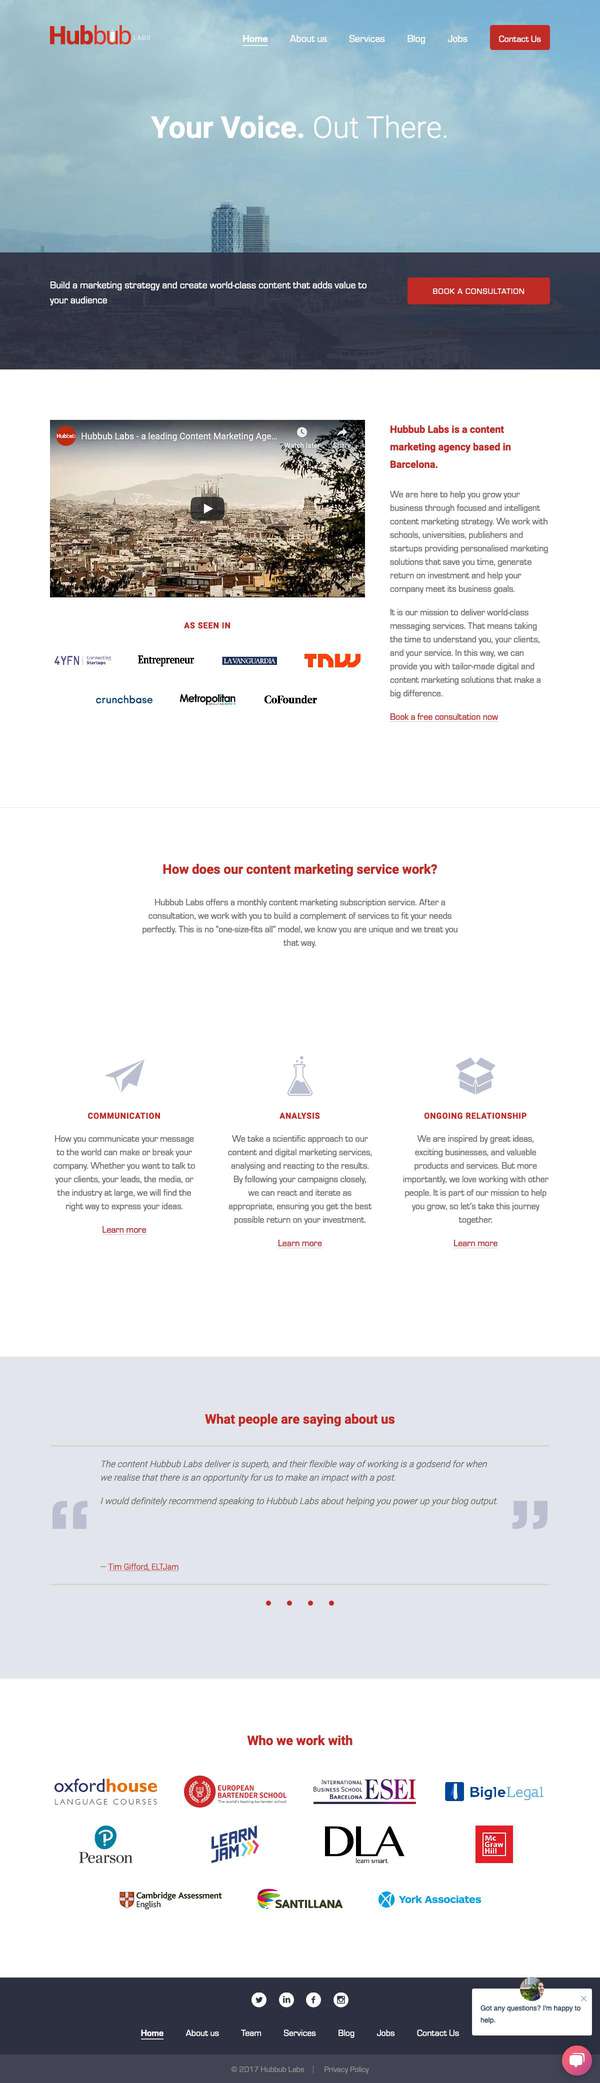 Hubbub LABS
Home
About us
Services
Blog
Jobs
Contact Us
Your Voice. Out There.
Build a marketing strategy and create world-class content that adds value to
your audience
BOOK A CONSULTATION
Hubbub
Hubbub Labs - a leading Content Marketing Age...
Watch later
Share
AS SEEN IN
4YFN Connecting Startups
Entrepreneur
LA VANGUARDIA
TNW
crunchbase
Metropolitan
CoFounder
Hubbub Labs is a content
marketing agency based in
Barcelona.
We are here to help you grow your
business through focused and intelligent
content marketing strategy. We work with
schools, universities, publishers and
startups providing personalised marketing
solutions that save you time, generate
return on investment and help your
company meet its business goals.
It is our mission to deliver world-class
messaging services. That means taking
the time to understand you, your clients,
and your service. In this way, we can
provide you with tailor-made digital and
content marketing solutions that make a
big difference.
Book a free consultation now
How does our content marketing service work?
Hubbub Labs offers a monthly content marketing subscription service. After a
consultation, we work with you to build a complement of services to fit your needs
perfectly. This is no "one-size-fits all" model, we know you are unique and we treat you
that way.
COMMUNICATION
How you communicate your message
to the world can make or break your
company. Whether you want to talk to
your clients, your leads, the media, or
the industry at large, we will find the
right way to express your ideas.
Learn more
ANALYSIS
We take a scientific approach to our
content and digital marketing services,
analysing and reacting to the results.
By following your campaigns closely,
we can react and iterate as
appropriate, ensuring you get the best
possible return on your investment.
Learn more
ONGOING RELATIONSHIP
We are inspired by great ideas,
exciting businesses, and valuable
products and services. But more
importantly, we love working with other
people. It is part of our mission to help
you grow, so let's take this journey
together.
Learn more
What people are saying about us
“
The content Hubbub Labs deliver is superb, and their flexible way of working is a godsend for when
we realise that there is an opportunity for us to make an impact with a post.
I would definitely recommend speaking to Hubbub Labs about helping you power up your blog output.
”
— Tim Gifford, ELTJam
Who we work with
oxfordhouse
LANGUAGE COURSES
EUROPEAN
BARTENDER SCHOOL
The world's leading bartender school
INTERNATIONAL
BUSINESS SCHOOL
BARCELONA
ESEI
BigleLegal
Pearson
LEARN
JAM
DLA
learn smart.
Mc
Graw
Hill
Cambridge Assessment
English
SANTILLANA
York Associates
Got any questions? I'm happy to
help.
Home
About us
Team
Services
Blog
Jobs
Contact Us
© 2017 Hubbub Labs | Privacy Policy